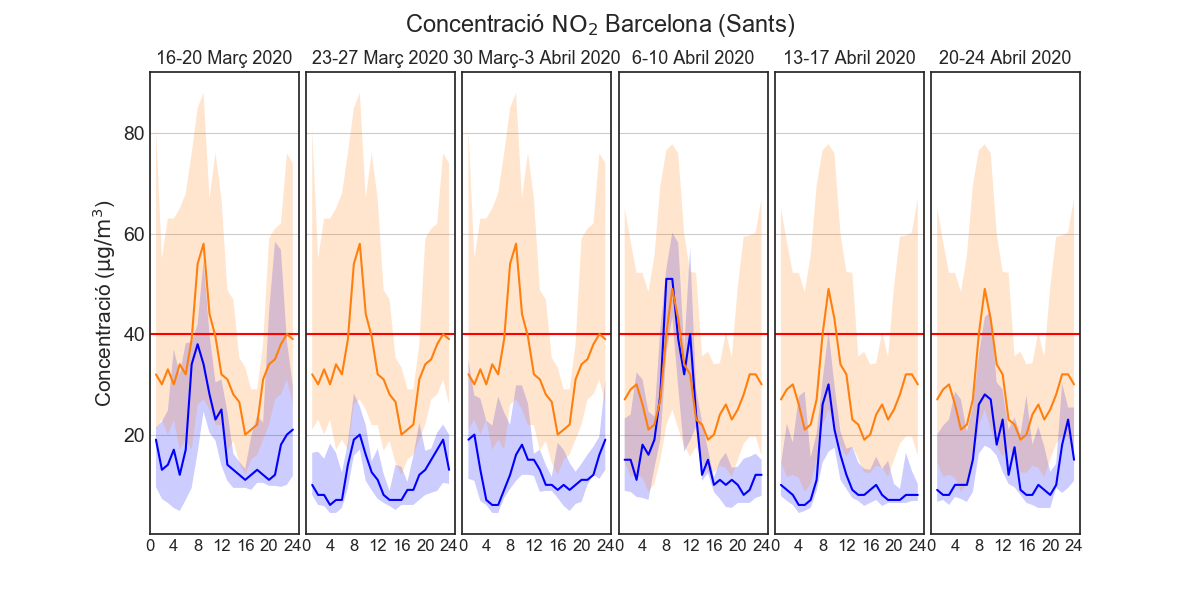 Concentració NO₂ Barcelona (Sants)
16-20 Març 2020 23-27 Març 2020 30 Març-3 Abril 2020 6-10 Abril 2020 13-17 Abril 2020 20-24 Abril 2020
Concentració (µg/m³)
80
60
40
20
0 4 8 12 16 20 24 0 4 8 12 16 20 24 0 4 8 12 16 20 24 0 4 8 12 16 20 24 0 4 8 12 16 20 24 0 4 8 12 16 20 24